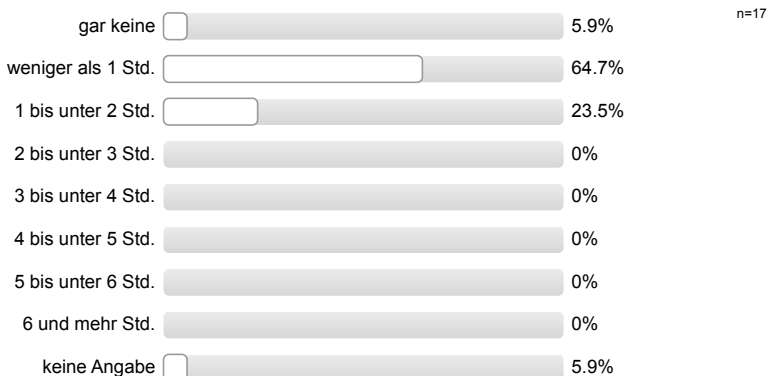 gar keine 5.9% n=17
weniger als 1 Std. 64.7%
1 bis unter 2 Std. 23.5%
2 bis unter 3 Std. 0%
3 bis unter 4 Std. 0%
4 bis unter 5 Std. 0%
5 bis unter 6 Std. 0%
6 und mehr Std. 0%
keine Angabe 5.9%